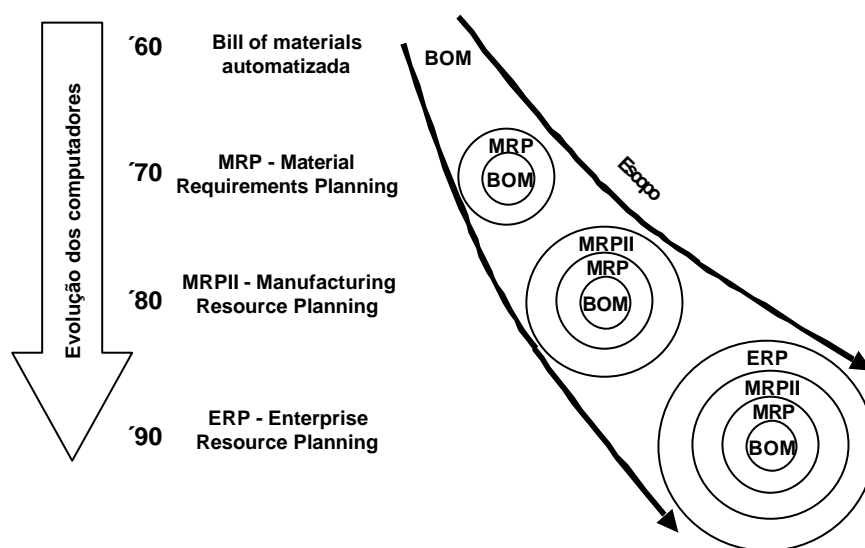 ´60
Bill of materials
automatizada
BOM
´70
MRP - Material
Requirements Planning
MRP
BOM
Escopo
Evolução dos computadores
´80
MRPII - Manufacturing
Resource Planning
MRPII
MRP
BOM
´90
ERP - Enterprise
Resource Planning
ERP
MRPII
MRP
BOM